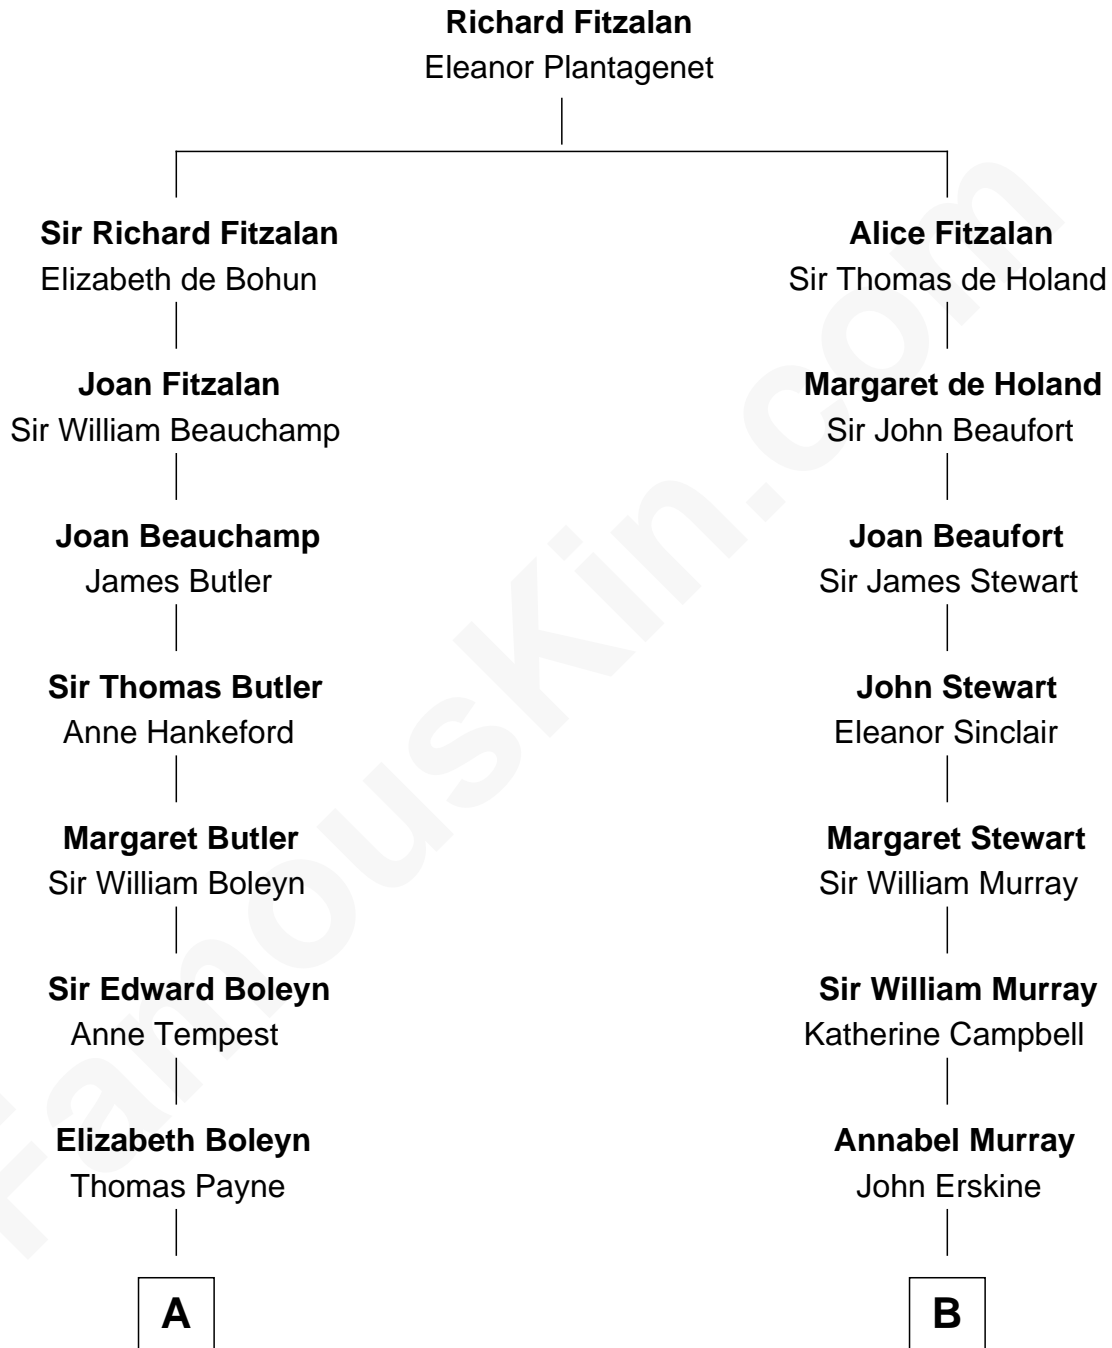 Richard Fitzalan
Eleanor Plantagenet
Sir Richard Fitzalan
Elizabeth de Bohun
Alice Fitzalan
Sir Thomas de Holand
Joan Fitzalan
Sir William Beauchamp
Margaret de Holand
Sir John Beaufort
Joan Beauchamp
James Butler
Joan Beaufort
Sir James Stewart
Sir Thomas Butler
Anne Hankeford
John Stewart
Eleanor Sinclair
Margaret Butler
Sir William Boleyn
Margaret Stewart
Sir William Murray
Sir Edward Boleyn
Anne Tempest
Sir William Murray
Katherine Campbell
Elizabeth Boleyn
Thomas Payne
Annabel Murray
John Erskine
A
B
FamousKin.com